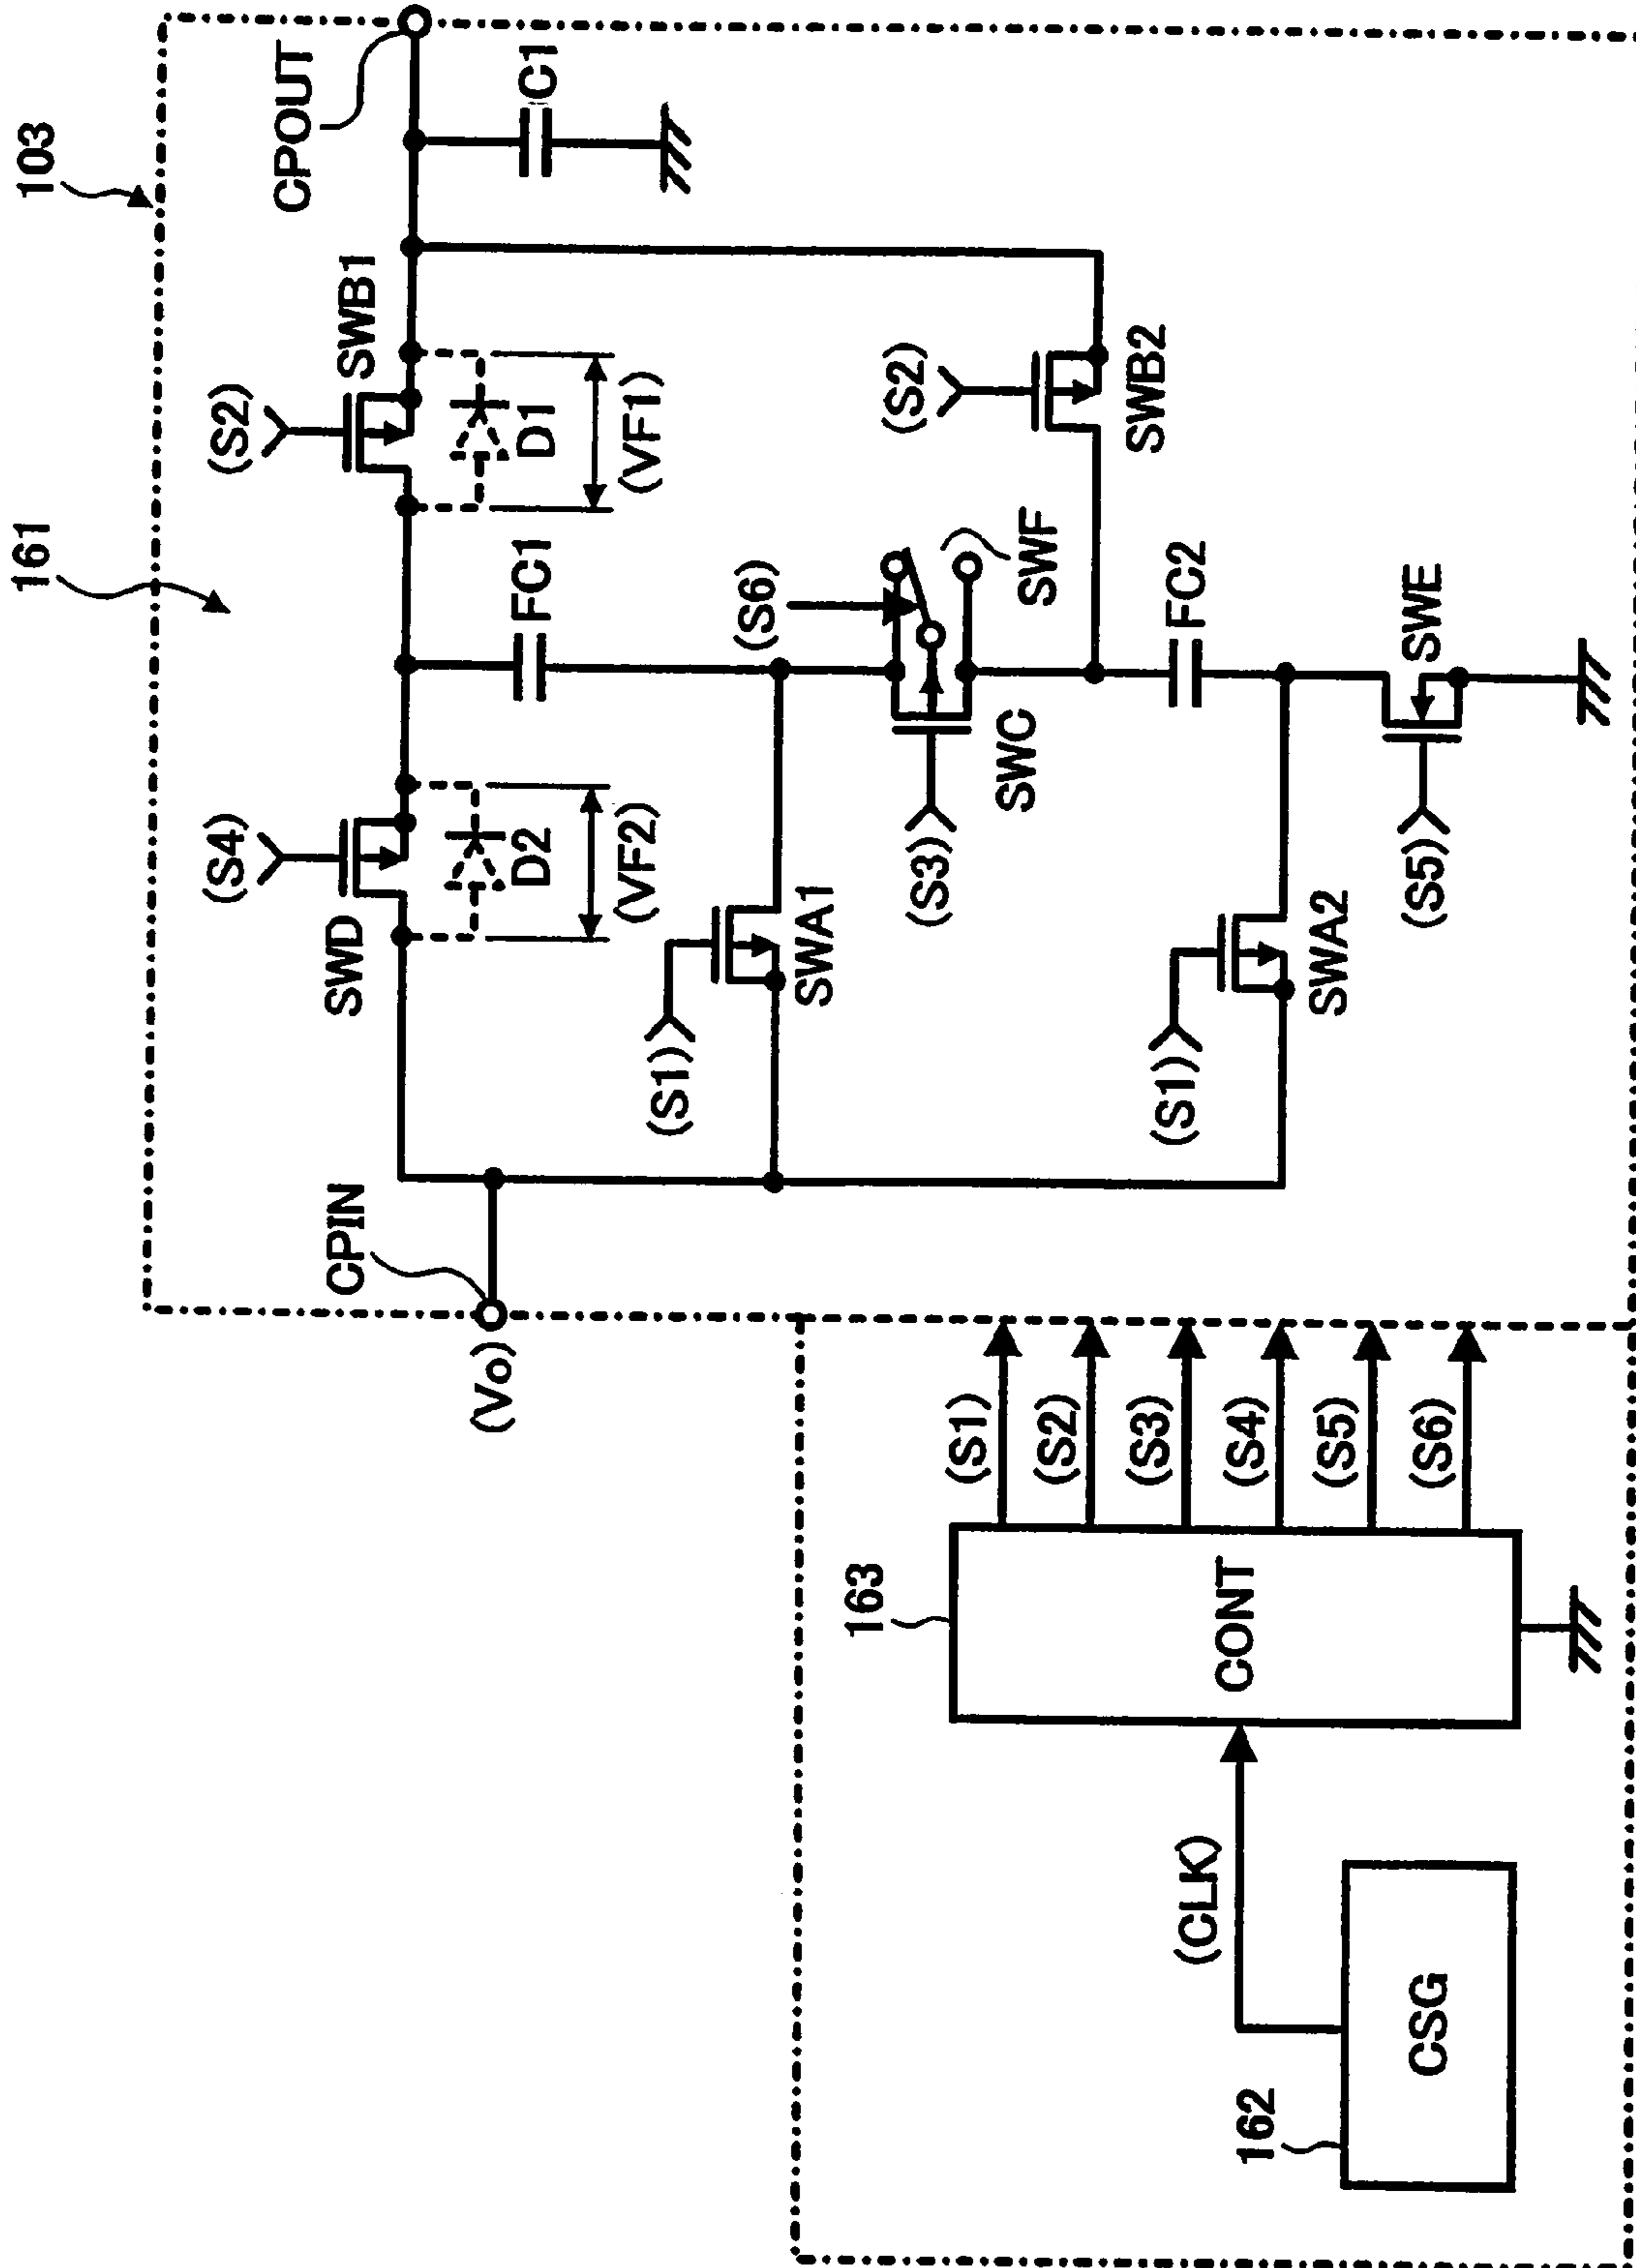 103
161
CPOUT
C1
(S2)
SWB1
D1
(VF1)
(S4)
SWD
D2
(VF2)
FC1
(S6)
SWF
(S2)
SWB2
(S1)
SWA1
(S3)
SWC
FC2
(S1)
SWA2
(S5)
SWE
CPIN
(Vo)
(S1)
(S2)
(S3)
(S4)
(S5)
(S6)
163
CONT
(CLK)
162
CSG